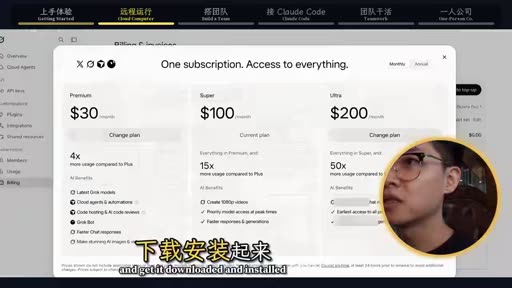 上手体验
Getting Started
远程运行
Cloud Computer
搭团队
Build a Team
接 Claude Code
Claude Code
团队干活
Teamwork
一人公司
One-Person Co.
Billing & invoices
Overview
Cloud Agents
API keys
Plugins
Integrations
Shared resources
Members
Usage
Billing
One subscription. Access to everything.
Monthly
Annual
Premium
$30/month
Change plan
4x
more usage compared to Plus
AI Benefits
Latest Grok models
Cloud agents & automations
Code hosting & AI code reviews
Grok Bot
Faster Chat responses
Make stunning AI images &
Super
$100/month
Current plan
Everything in Premium, and:
15x
more usage compared to Plus
AI Benefits
Create 1080p videos
Priority model access at peak times
Faster responses & generations
Ultra
$200/month
Change plan
Everything in Super, and:
50x
more usage compared to
AI Benefits
Earliest access to
下载安装起来
and get it downloaded and installed